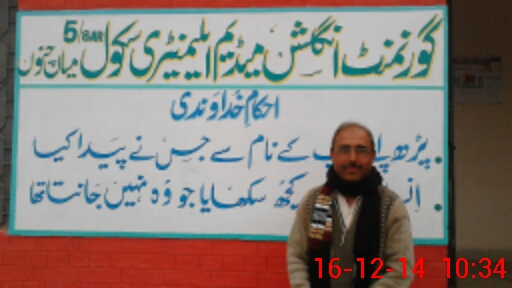 گورنمنٹ انگلش میڈیم ایلیمنٹری سکول 5/8AR میاں چنوں
احکامِ خداوندی
پڑھ اپنے کے نام سے جس نے پیدا کیا
کچھ سکھایا جو وہ نہیں جانتا تھا
16-12-14 10:34